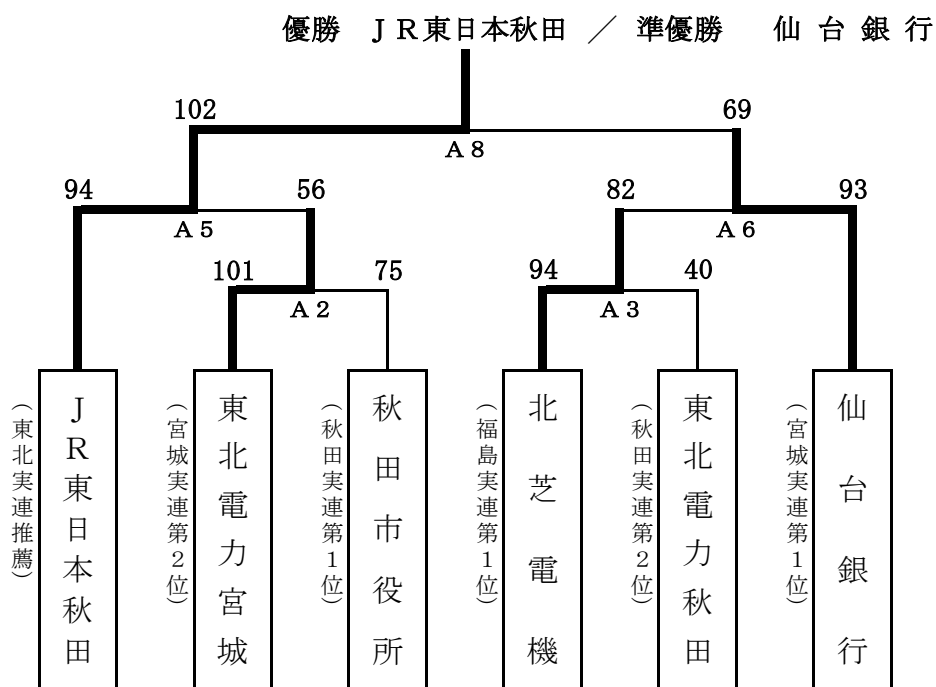 優勝　ＪＲ東日本秋田 ／ 準優勝　仙 台 銀 行
102
69
Ａ８
94
56
82
93
Ａ５
Ａ６
101
75
94
40
Ａ２
Ａ３
ＪＲ東日本秋田
（東北実連推薦）
東北電力宮城
（宮城実連第２位）
秋田市役所
（秋田実連第１位）
北芝電機
（福島実連第１位）
東北電力秋田
（秋田実連第２位）
仙台銀行
（宮城実連第１位）